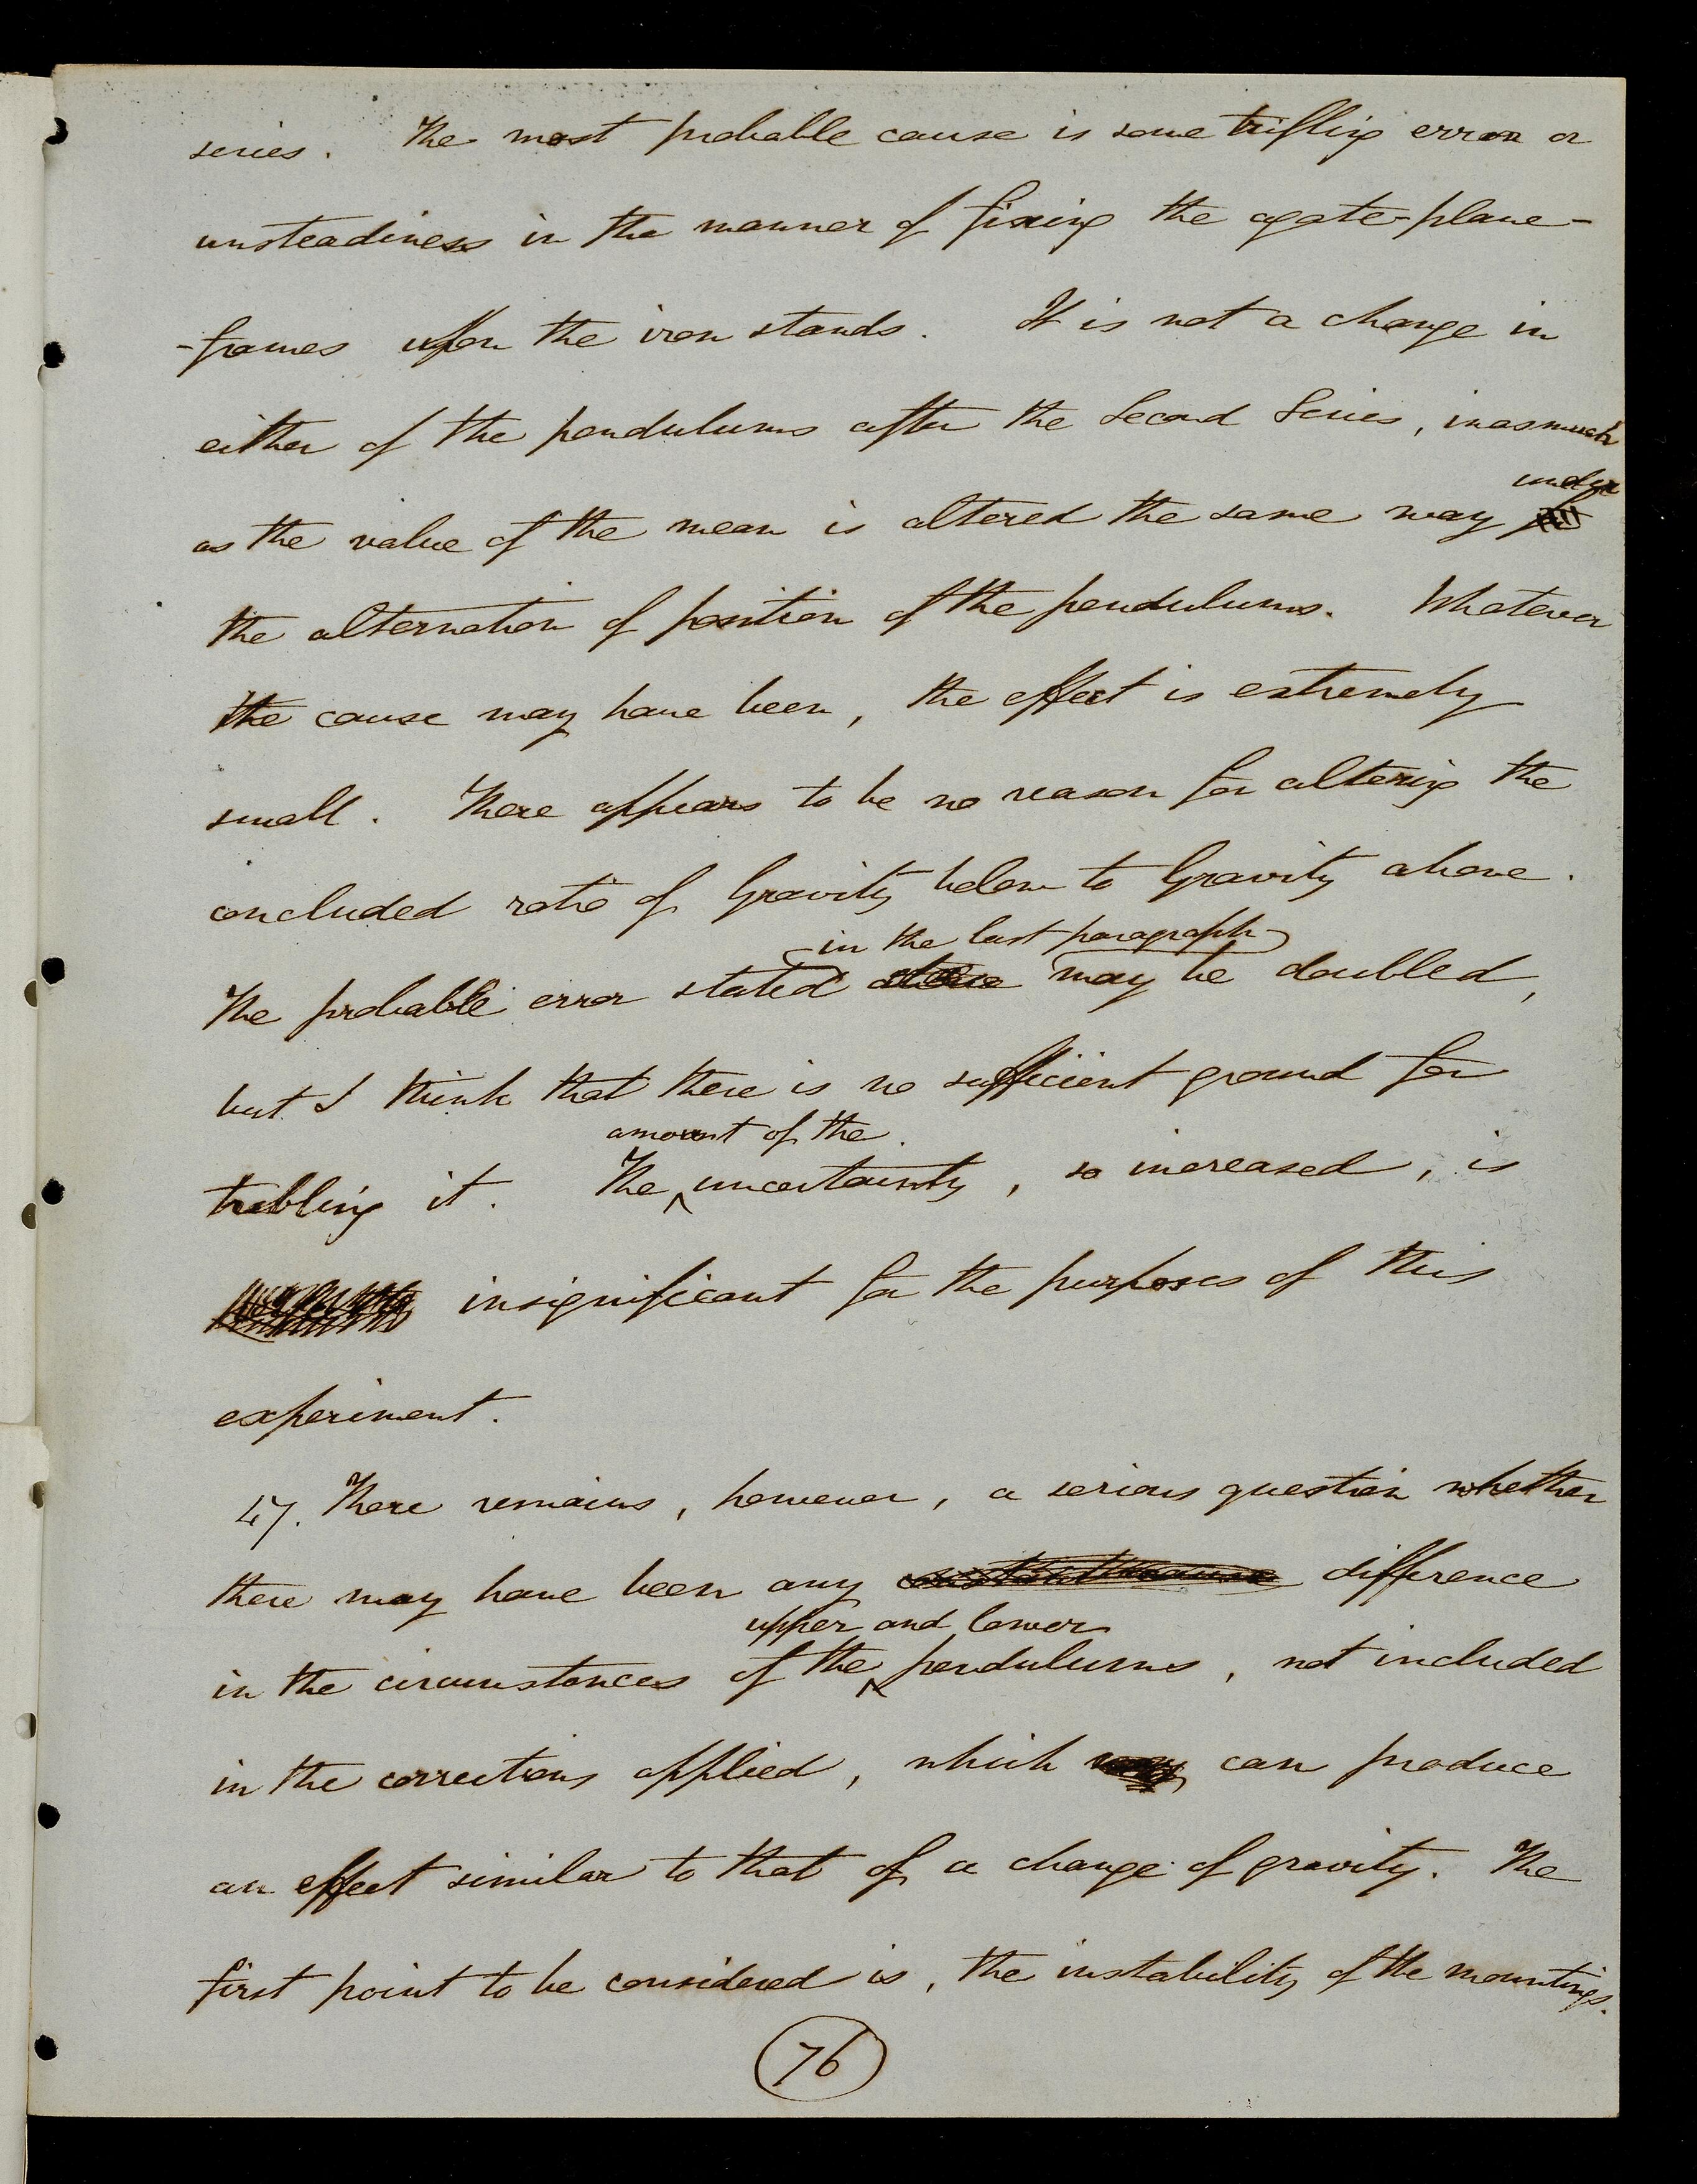 series. The most probable cause is some trifling error or
unsteadiness in the manner of fixing the agate-plane-
-frames upon the iron stands. It is not a change in
either of the pendulums after the Second Series, inasmuch
under
as the value of the mean is altered the same way
the alternation of position of the pendulums. Whatever
the cause may have been, the effect is extremely
small. There appears to be no reason for altering the
concluded ratio of Gravity below to Gravity above.
in the last paragraph
The probable error stated above may be doubled,
but I think that there is no sufficient ground for
amount of the
trebling it. The uncertainty, so increased, is
insignificant for the purposes of this
experiment.
47. There remains, however, a serious question whether
there may have been any difference
upper and lower
in the circumstances of the pendulums, not included
in the corrections applied, which may can produce
an effect similar to that of a change of gravity. The
first point to be considered is, the instability of the mountings.
76